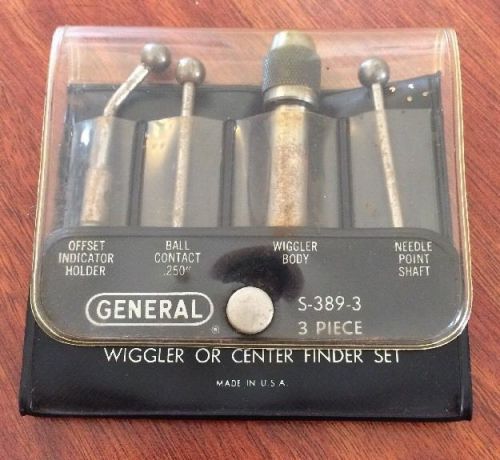 OFFSET
INDICATOR
HOLDER
BALL
CONTACT
.250"
WIGGLER
BODY
NEEDLE
POINT
SHAFT
GENERAL ®
S-389-3
3 PIECE
WIGGLER OR CENTER FINDER SET
MADE IN U.S.A.